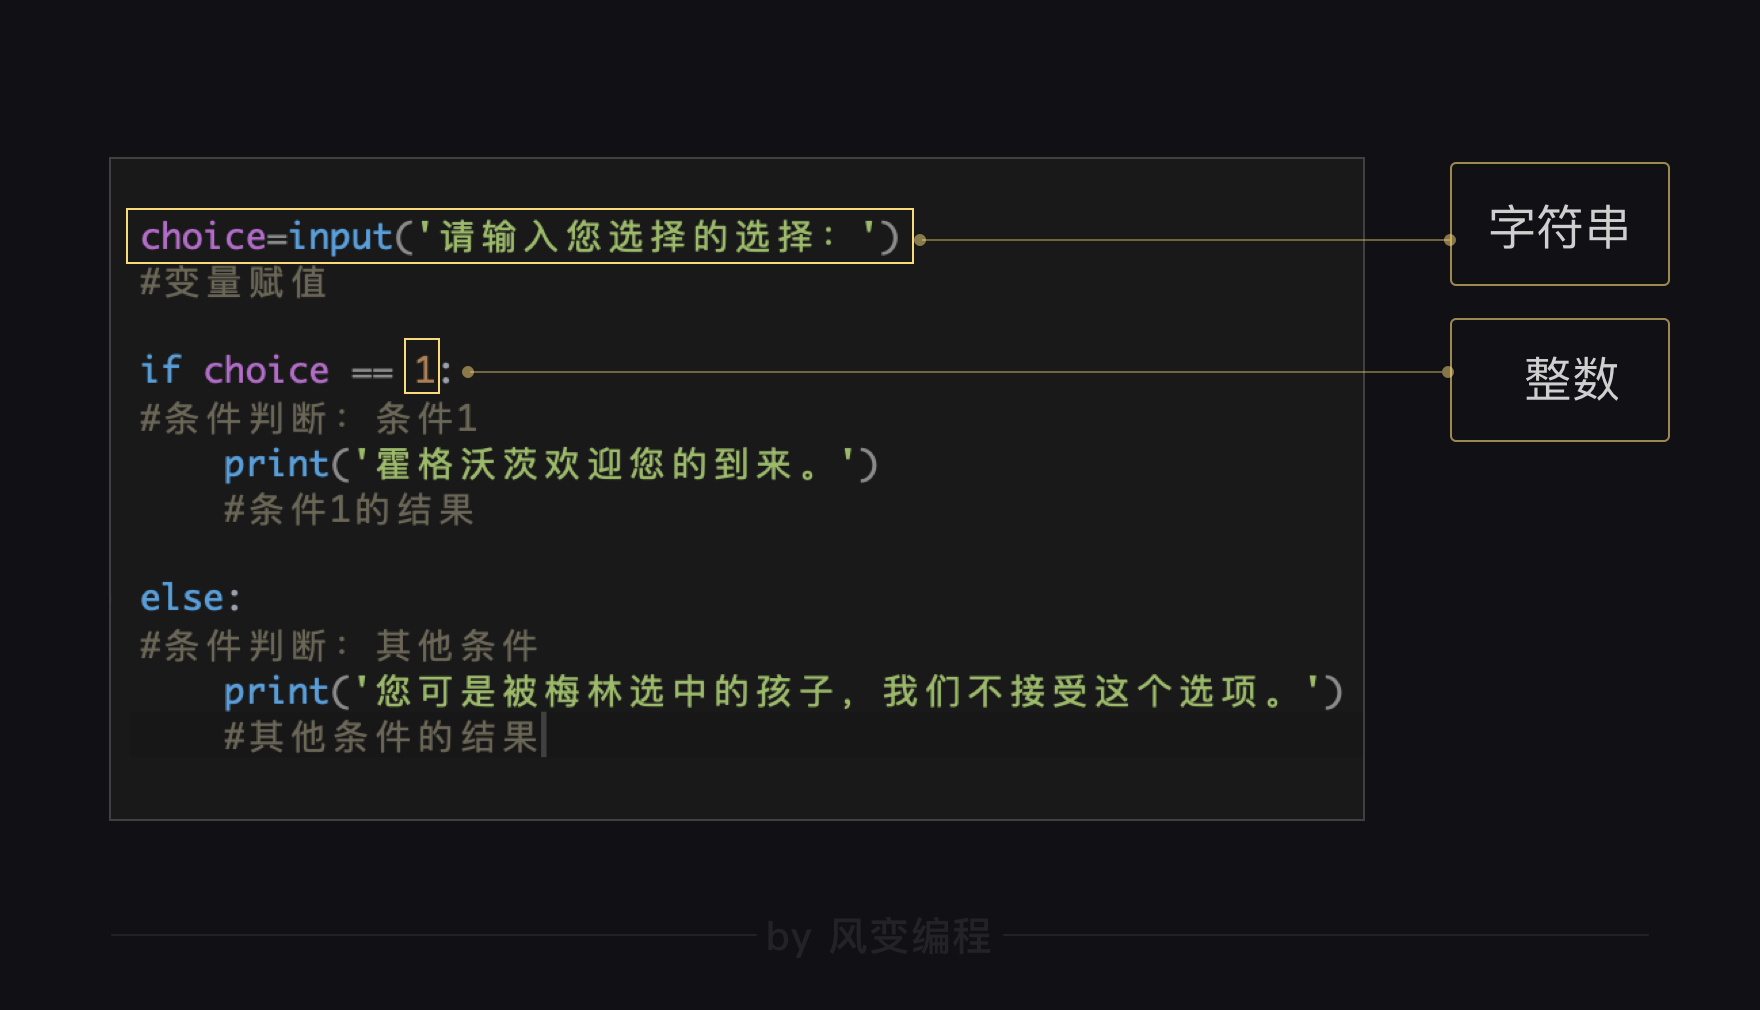 choice=input('请输入您选择的选择：')
字符串
#变量赋值
if choice == 1:
整数
#条件判断：条件1
    print('霍格沃茨欢迎您的到来。')
    #条件1的结果
else:
#条件判断：其他条件
    print('您可是被梅林选中的孩子，我们不接受这个选项。')
    #其他条件的结果
by 风变编程